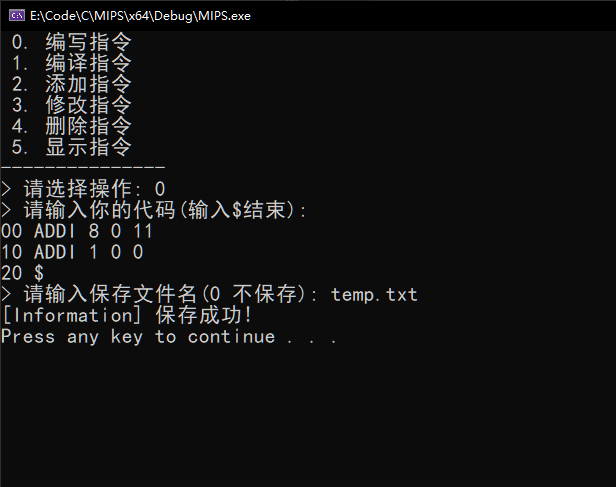 E:\Code\C\MIPS\x64\Debug\MIPS.exe
0. 编写指令
1. 编译指令
2. 添加指令
3. 修改指令
4. 删除指令
5. 显示指令
---------------
> 请选择操作: 0
> 请输入你的代码(输入$结束):
00 ADDI 8 0 11
10 ADDI 1 0 0
20 $
> 请输入保存文件名(0 不保存): temp.txt
[Information] 保存成功!
Press any key to continue . . .